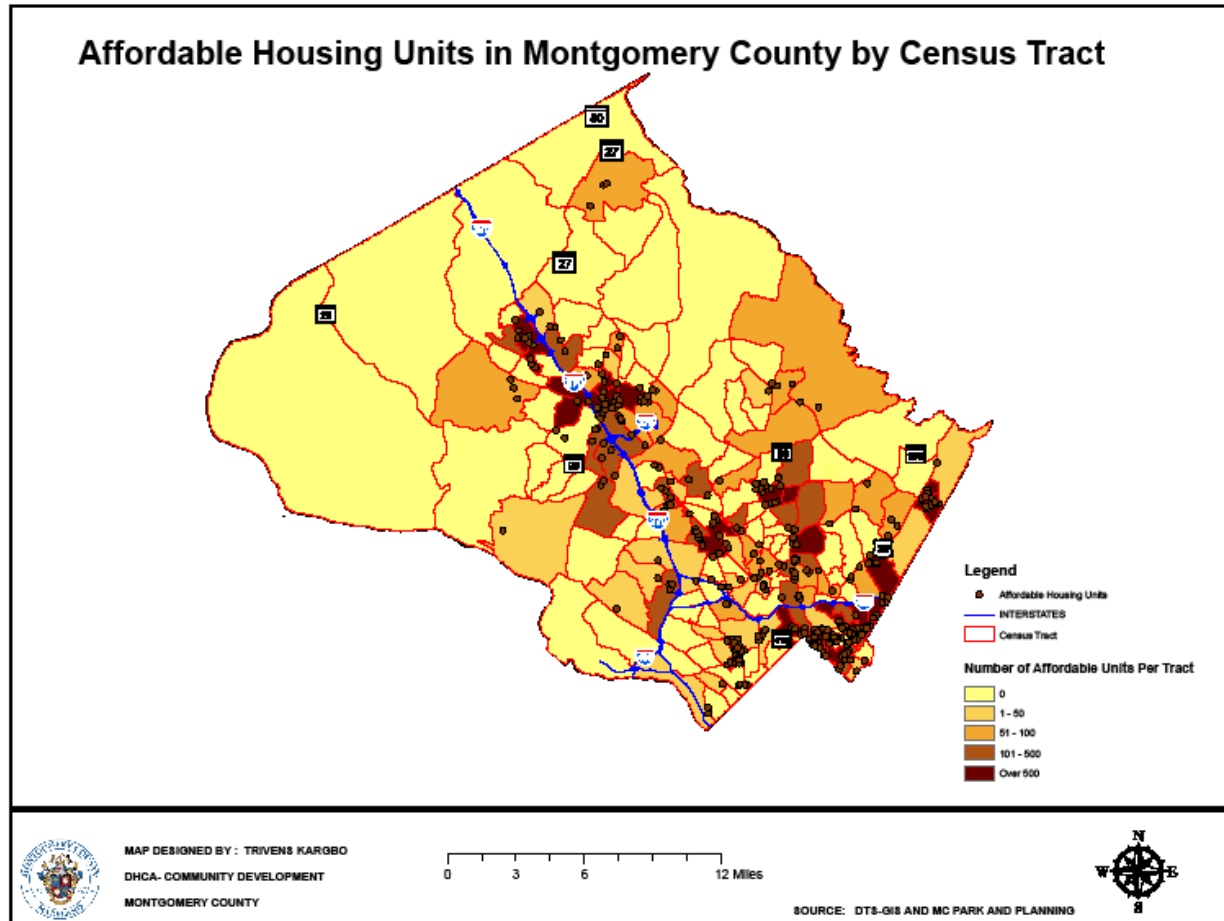 Affordable Housing Units in Montgomery County by Census Tract
27
27
Legend
Affordable Housing Units
INTERSTATES
Census Tract
Number of Affordable Units Per Tract
0
1 - 50
51 - 100
101 - 500
Over 500
MAP DESIGNED BY : TRIVENS KARGBO
DHCA- COMMUNITY DEVELOPMENT
MONTGOMERY COUNTY
0 3 6 12 Miles
N
W E
S
SOURCE: DTS-GIS AND MC PARK AND PLANNING